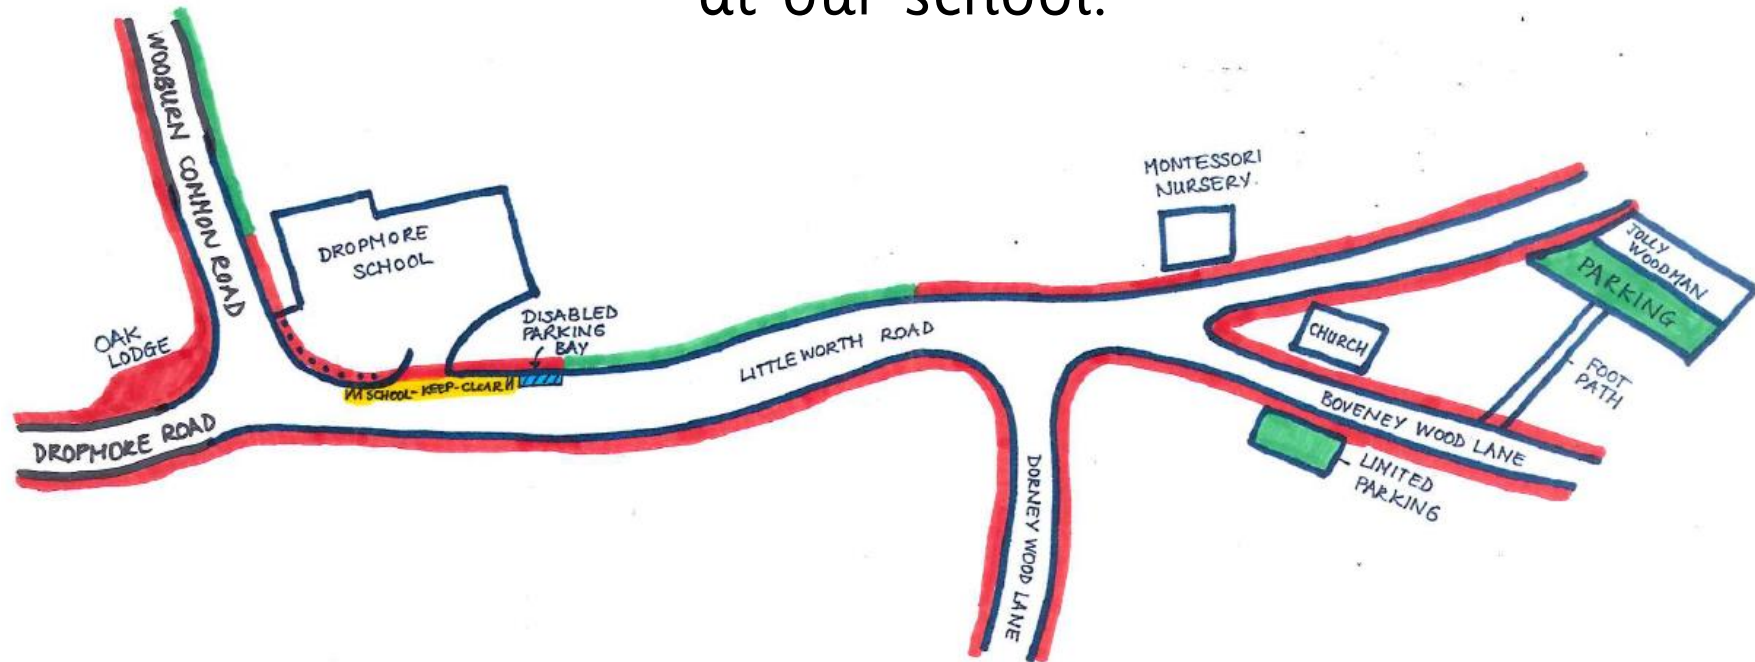 at our school.
WOOBURN COMMON ROAD
DROPMORE
SCHOOL
OAK
LODGE
DROPMORE ROAD
SCHOOL-KEEP-CLEAR
DISABLED
PARKING
BAY
LITTLEWORTH ROAD
MONTESSORI
NURSERY.
DORNEY WOOD LANE
CHURCH
JOLLY
WOODMAN
PARKING
FOOT
PATH
BOVENEY WOOD LANE
LIMITED
PARKING